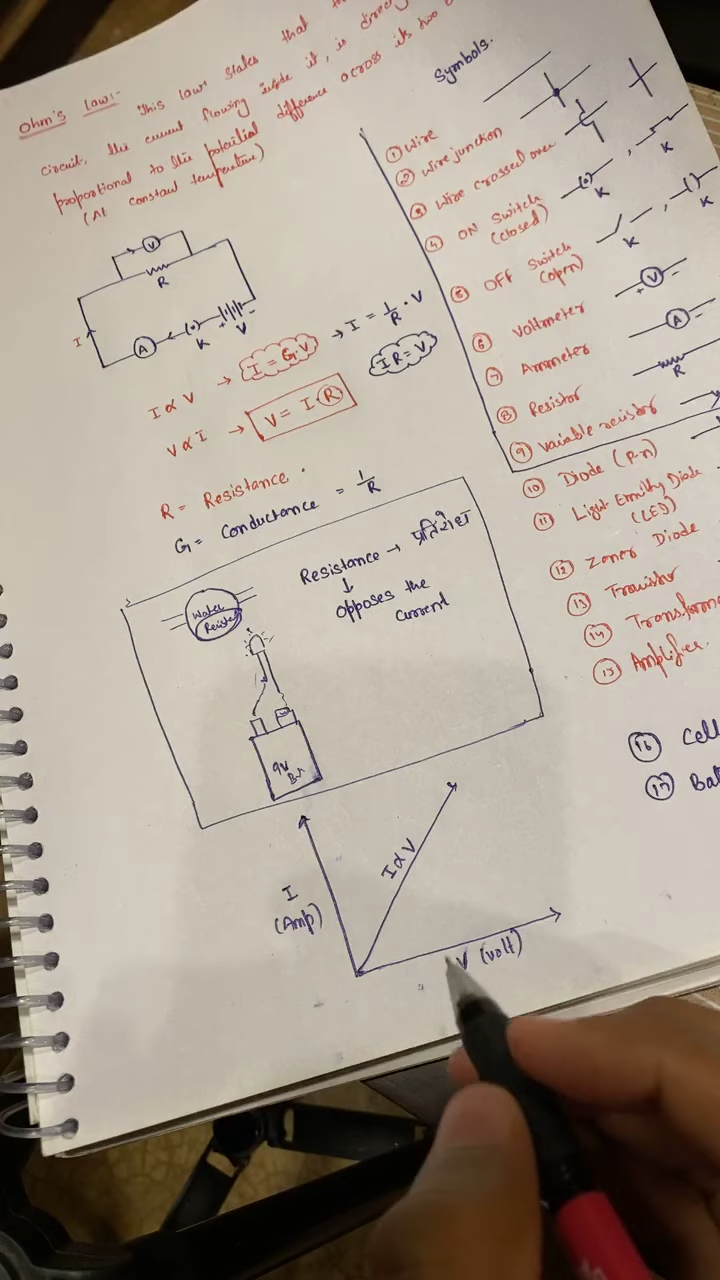 Ohm's Law:- This law states that
circuit, the current flowing inside it, is directly
proportional to the potential difference across its two
(At constant temperature)
V
R
I
A
K
V
+
-
I ∝ V → I = G.V → I = 1/R · V
IR = V
V ∝ I → V = I R
R = Resistance
G = Conductance = 1/R
Water
Resistance → प्रतिरोध
↓
opposes the
current
9V
I ∝ V
I
(Amp)
V (volt)
Symbols.
① Wire
② Wire junction
③ Wire crossed over
④ ON Switch
(closed)
K
K
⑤ OFF Switch
(open)
K
K
⑥ Voltmeter
+ V -
⑦ Ammeter
A -
⑧ Resistor
R
⑨ Variable resistor
⑩ Diode (P-n)
⑪ Light Emitting Diode
(LED)
⑫ Zoner Diode
⑬ Transistor
⑭ Transforme
⑮ Amplifier.
⑯ Cell
⑰ Bat